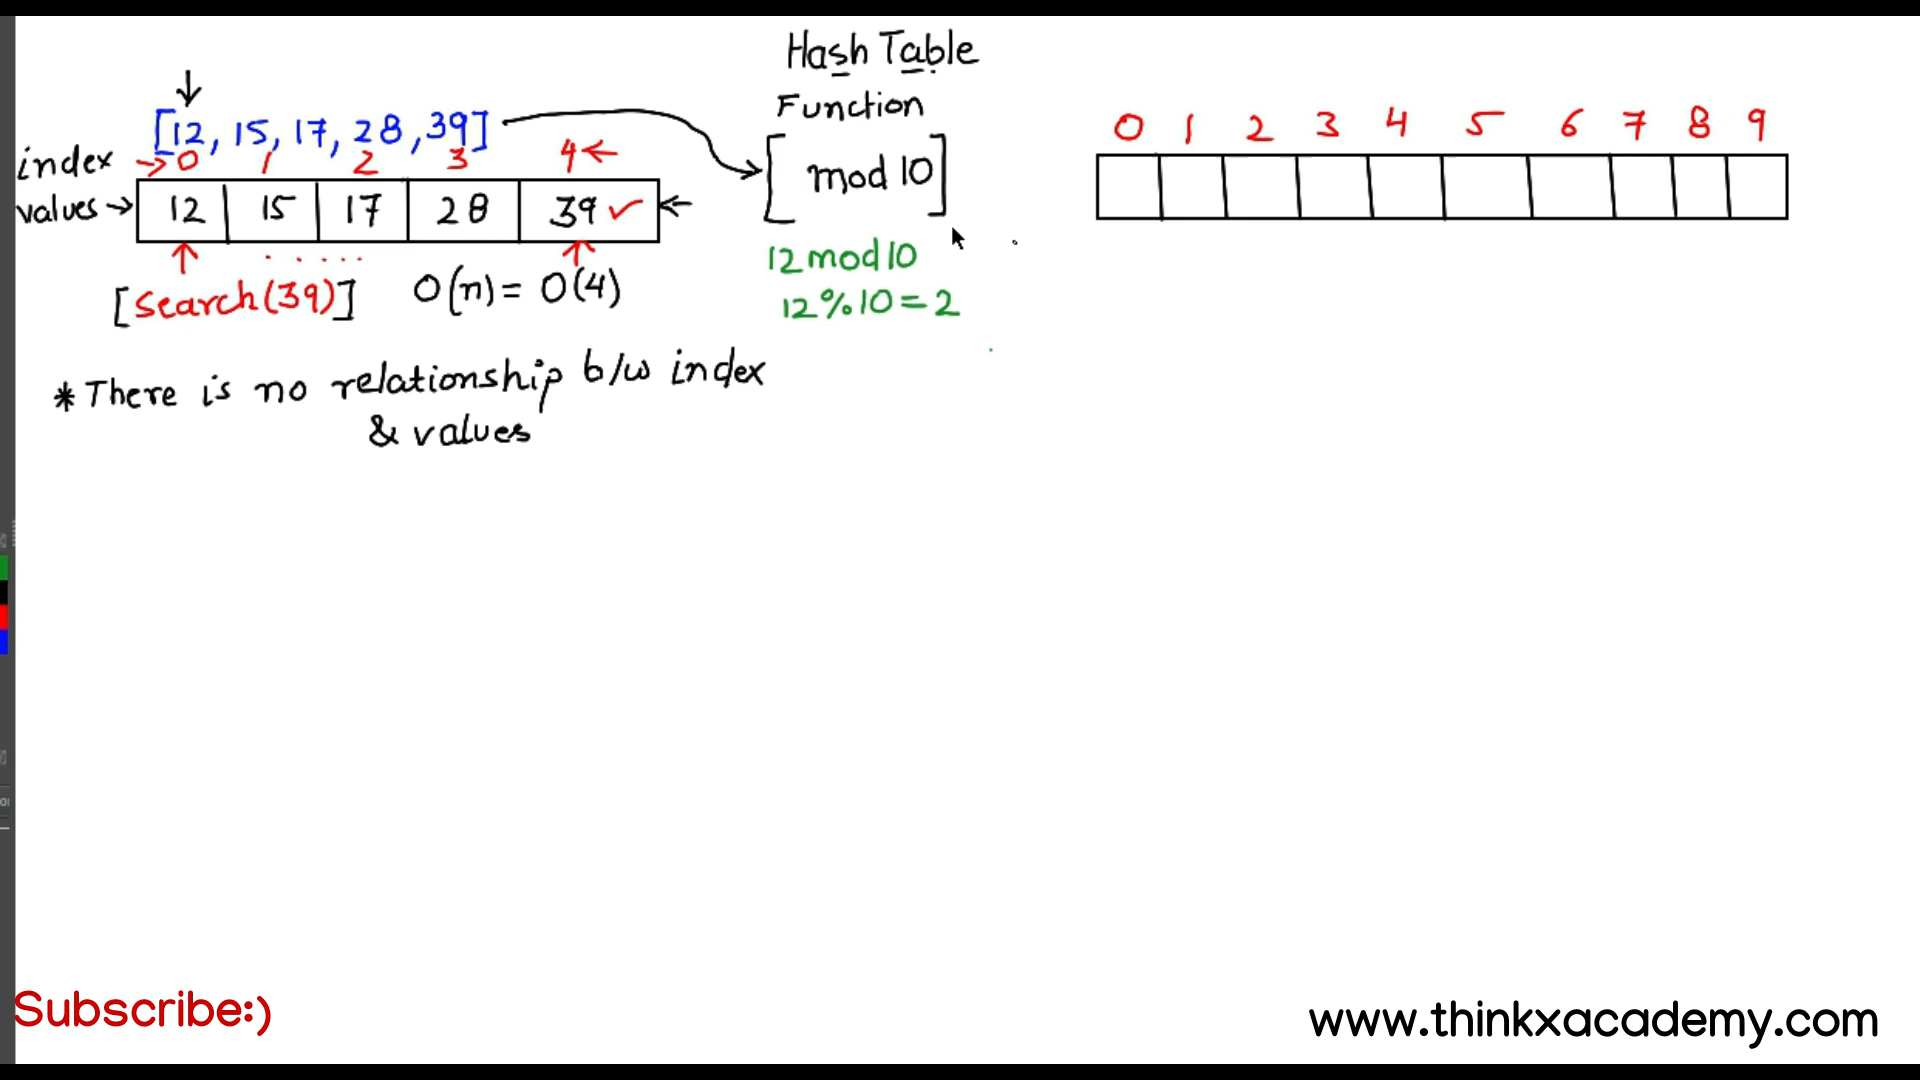 Hash Table
[12, 15, 17, 28, 39]
index → 0 1 2 3 4 ←
values → 12 15 17 28 39 ✓ ←
[Search(39)] O(n) = O(4)
* There is no relationship b/w index
& values
Function
[mod 10]
12 mod 10
12 % 10 = 2
0 1 2 3 4 5 6 7 8 9
Subscribe:)
www.thinkxacademy.com